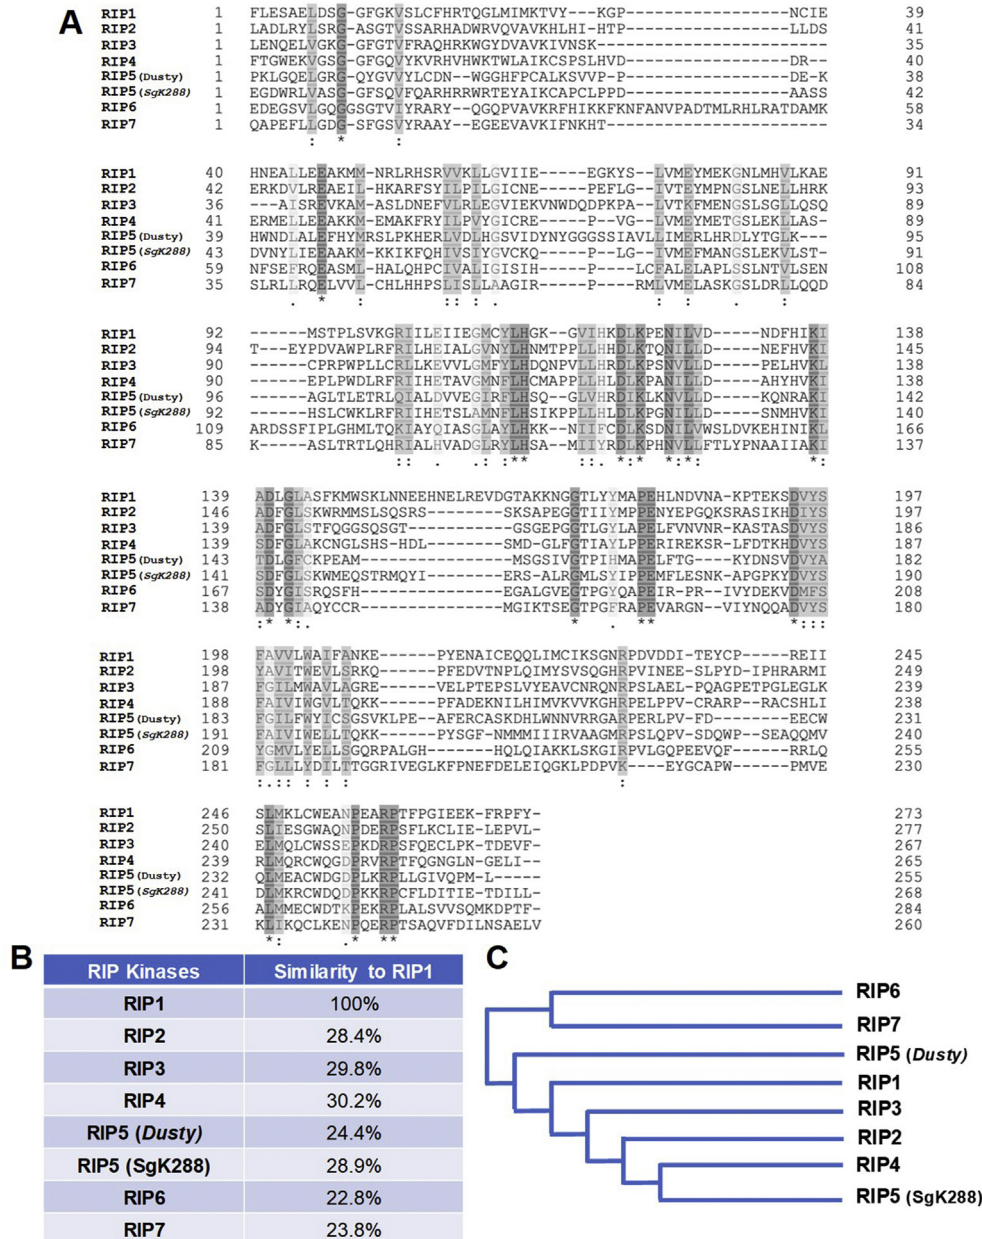 A
RIP1 1 FLESAELDSG-GFGKVSLCFHRTQGLMIMKTVY---KGP---------------NCIE 39
RIP2 1 LADLRYLSRG-ASGTVSSARHADWRVQVAVKHLHI-HTP--------------LLDS 41
RIP3 1 LENQELVGKG-GFGTVFRAQHRKWGYDVAVKIVNSK--------------------- 35
RIP4 1 FTGWEKVGSG-GFGQVYKVRHVHWKTWLAIKCSPSLHVD--------------DR- 40
RIP5 (Dusty) 1 PKLGQELGRG-QYGVVYLCDN--WGGHFPCALKSVVP-D--------------DE-K 38
RIP5 (SgK288) 1 EGDWRLVASG-GFSQVFQARHRRWRTEYAIKCAPCLPPD--------------AASS 42
RIP6 1 EDEGSVLGQGGSGTVIYRARY---QGQPVAVKRFHIKKFKNFANVPADTMLRHLRATDAMK 58
RIP7 1 QAPEFLLGDG-SFGSVYRAAY--EGEEVAVKIFNKHT-------------------- 34
: * :
RIP1 40 HNEALLEEAKMM-NRLRHSRVVKLLGVIIE-----EGKYS-LVMEYMEKGNLMHVLKAE 91
RIP2 42 ERKDVLREAEIL-HKARFSYILPILGICNE-----PEFLG-IVTEYMPNGSLNELLHRK 93
RIP3 36 --AISREVKAM-ASLDNEFVLRLEGVIEKVNWDQDPKPA-LVTKFMENGSLSGLLQSQ 89
RIP4 41 ERMELLEEAKKM-EMAKFRYILPVYGICRE-----P--VG-LVMEYMETGSLEKLLAS- 89
RIP5 (Dusty) 39 HWNDLALEFHYMRSLPKHERLVDLHGSVIDYNYGGGSSIAVLLIMERLHRDLYTGLK--- 95
RIP5 (SgK288) 43 DVNYLIEEAAKM-KKIKFQHIVSIYGVCKQ-----P--LG-IVMEFMANGSLEKVLST- 91
RIP6 59 NFSEFRQEASML-HALQHPCIVALIGISIH-----P----LCFALELAPLGSLNTVLSEN 108
RIP7 35 SLRLLRQELVVL-CHLHHPSLISLLAAGIR-----P----RMLVMELASKGSLDRLLQQD 84
. * : :: : . : : . :
RIP1 92 -----MSTPLSVKGRIILEIIEGMCYLHGK--GVIHKDLKPENILVD----NDFHIKI 138
RIP2 94 T---EYPDVAWPLRFRILHEIALGVNYLHNMTPPLLHHDLKTQNILLD----NEFHVKI 145
RIP3 90 ------CPRPWPLLCRLLKEVVLGMFYLHDQNPVLLHRDLKPSNVLLD----PELHVKL 138
RIP4 90 ------EPLPWDLRFRIIHETAVGMNFLHCMAPPLLHLDLKPANILLD----AHYHVKI 138
RIP5 (Dusty) 96 ------AGLTLETRLQIALDVVEGIRFLHSQ--GLVHRDIKLKNVLLD----KQNRAKI 142
RIP5 (SgK288) 92 ------HSLCWKLRFRIIHETSLAMNFLHSIKPPLLHLDLKPGNILLD----SNMHVKI 140
RIP6 109 ARDSSFIPLGHMLTQKIAYQIASGLAYLHKK--NIIFCDLKSDNILVWSLDVKEHINIKL 166
RIP7 85 K-----ASLTRTLQHRIALHVADGLRYLHSA--MIIYRDLKPHNVLLFTLYPNAAIIAKI 137
:: . .: ** ::. *:* *:*: *:
RIP1 139 ADLGLASFKMWSKLNNEEHNELREVDGTAKKNGGTLYYMAPEHLNDVNA-KPTEKSDVYS 197
RIP2 146 ADFGLSKWRMMSLSQSRS----SKSAPEGGTIIYMPPENYEPGQKSRASIKHDIYS 197
RIP3 139 ADFGLSTFQGGSQSGT------GSGEPGGTLGYLAPELFVNVNR-KASTASDVYS 186
RIP4 139 SDFGLAKCNGLSHS-HDL-----SMD-GLFGTIAYLPPERIREKSR-LFDTKHDVYS 187
RIP5 (Dusty) 143 TDLGFCKPEAM-----------MSGSIVGTPIHMAPELFTG----KYDNSVDVYA 182
RIP5 (SgK288) 141 SDFGLSKWMEQSTRMQYI-----ERS-ALRGMLSYIPPEMFLESNK-APGPKYDVYS 190
RIP6 167 SDYGISRQSFH-----------EGALGVEGTPGYQAPEIR-PR-IVYDEKVDMFS 208
RIP7 138 ADYGIAQYCCR-----------MGIKTSEGTPGFRAPEVARGN--VIYNQQADVYS 180
:* *:. * . ** *:::
RIP1 198 FAVVLWAIFANKE------PYENAICEQQLIMCIKSGNRPDVDDI-TEYCP---REII 245
RIP2 198 YAVITWEVLSRKQ------PFEDVTNPLQIMYSVSQGHRPVINEE-SLPYD-IPHRARMI 249
RIP3 187 FGILMWAVLAGRE------VELPTEPSLVYEAVCNRQNRPSLAEL-PQAGPETPGLEGLK 239
RIP4 188 FAIVIWGVLTQKK------PFADEKNILHIMVKVVKGHRPELPPV-CRARP--RACSHLI 238
RIP5 (Dusty) 183 FGILFWYICSGSVKLPE-AFERCASKDHLWNNVRRGARPERLPV-FD-----EECW 231
RIP5 (SgK288) 191 FAIVIWELLTQKK------PYSGF-NMMMIIIRVAAGMRPSLQPV-SDQWP-SEAQQMV 240
RIP6 209 YGMVLYELLSGQRPALGH------HQLQIAKKLSKGIRPVLGQPEEVQF----RRLQ 255
RIP7 181 FGLLLYDILTTGGRIVEGLKFPNEFDELEIQGKLPDPVK----EYGCAPW---PMVE 230
:.:: : : : :
RIP1 246 SLMKLCWEANPEARPTFPGIEEK-FRPFY- 273
RIP2 250 SLIESGWAQNPDERPSFLKCLIE-LEPVL- 277
RIP3 240 ELMQLCWSSEPKDRPSFQECLPK-TDEVF- 267
RIP4 239 RLMQRCWQGDPRVRPTFQGNGLN-GELI-- 265
RIP5 (Dusty) 232 QLMEACWDGDPLKRPLLGIVQPM-L----- 255
RIP5 (SgK288) 241 DLMKRCWDQDPKKRPCFLDITIE-TDILL- 268
RIP6 256 ALMMECWDTKPEKRPLALSVVSQMKDPTF- 284
RIP7 231 KLIKQCLKENPQERPTSAQVFDILNSAELV 260
*: .* **
B
RIP Kinases Similarity to RIP1
RIP1 100%
RIP2 28.4%
RIP3 29.8%
RIP4 30.2%
RIP5 (Dusty) 24.4%
RIP5 (SgK288) 28.9%
RIP6 22.8%
RIP7 23.8%
C
RIP6
RIP7
RIP5 (Dusty)
RIP1
RIP3
RIP2
RIP4
RIP5 (SgK288)